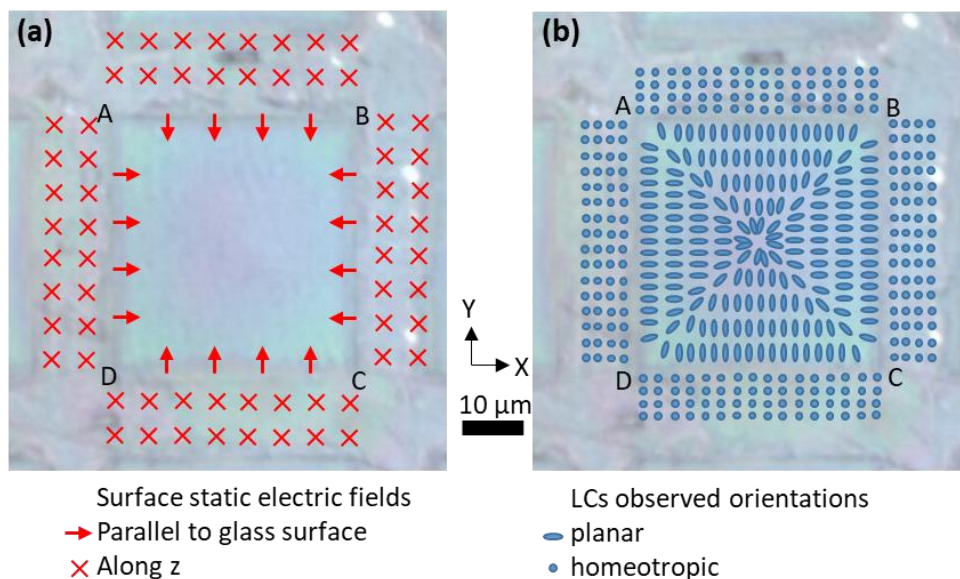 (a)
A
B
D
C
Surface static electric fields
Parallel to glass surface
Along z
Y
X
10 µm
(b)
A
B
D
C
LCs observed orientations
planar
homeotropic